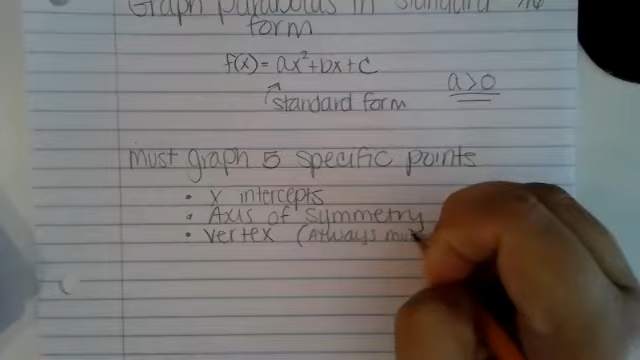 Graph parabolas in standard
form
f(x) = ax²+bx+c
a>0
standard form
must graph 5 specific points
• x intercepts
• Axis of symmetry
• vertex (Always